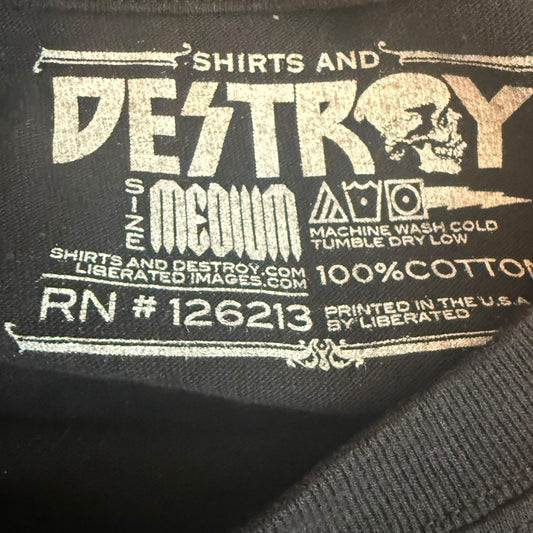 SHIRTS AND
DESTROY
SIZE MEDIUM
MACHINE WASH COLD
TUMBLE DRY LOW
SHIRTS AND DESTROY.COM
LIBERATED IMAGES.COM
100% COTTON
RN # 126213
PRINTED IN THE U.S.A
BY LIBERATED